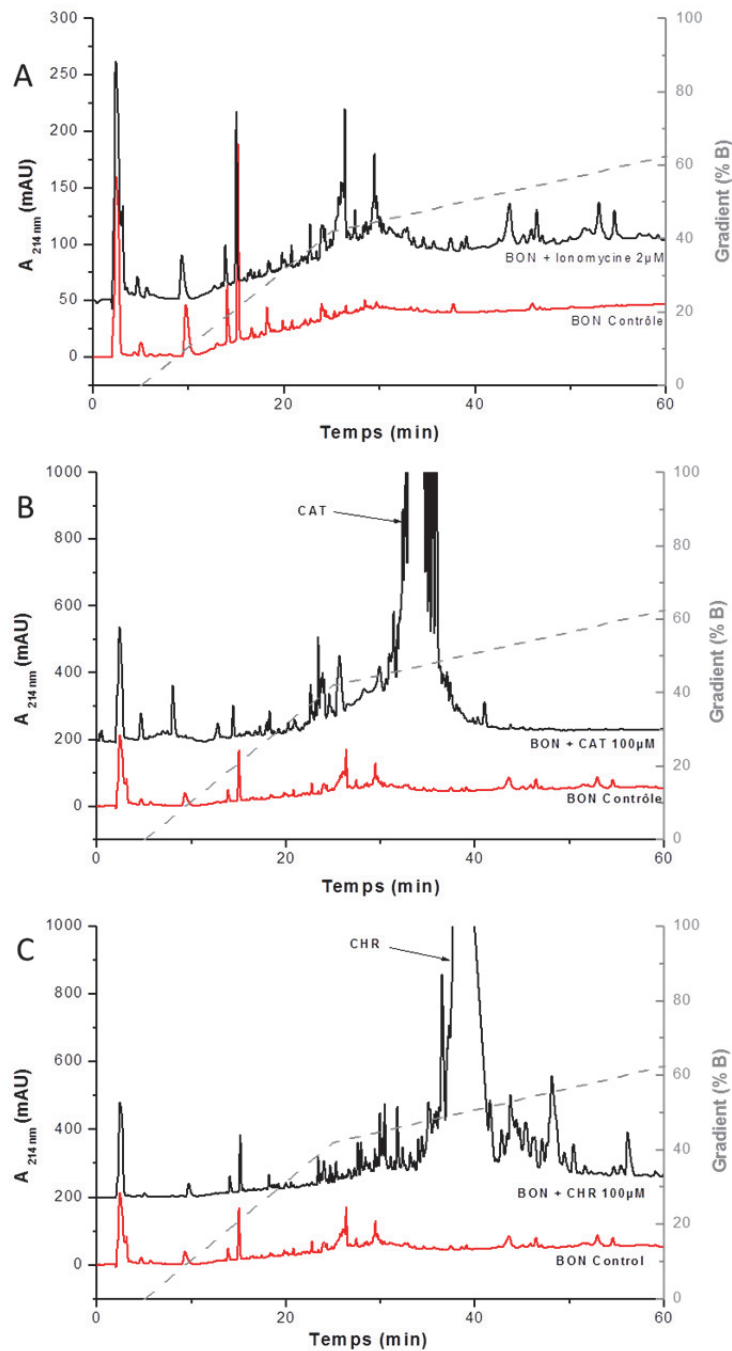 A
300
250
200
150
100
50
0
A 214 nm (mAU)
100
80
60
40
20
0
Gradient (% B)
BON + Ionomycine 2µM
BON Contrôle
0 20 40 60
Temps (min)
B
1000
800
600
400
200
0
A 214 nm (mAU)
100
80
60
40
20
0
Gradient (% B)
CAT
BON + CAT 100µM
BON Contrôle
0 20 40 60
Temps (min)
C
1000
800
600
400
200
0
A 214 nm (mAU)
100
80
60
40
20
0
Gradient (% B)
CHR
BON + CHR 100µM
BON Control
0 20 40 60
Temps (min)